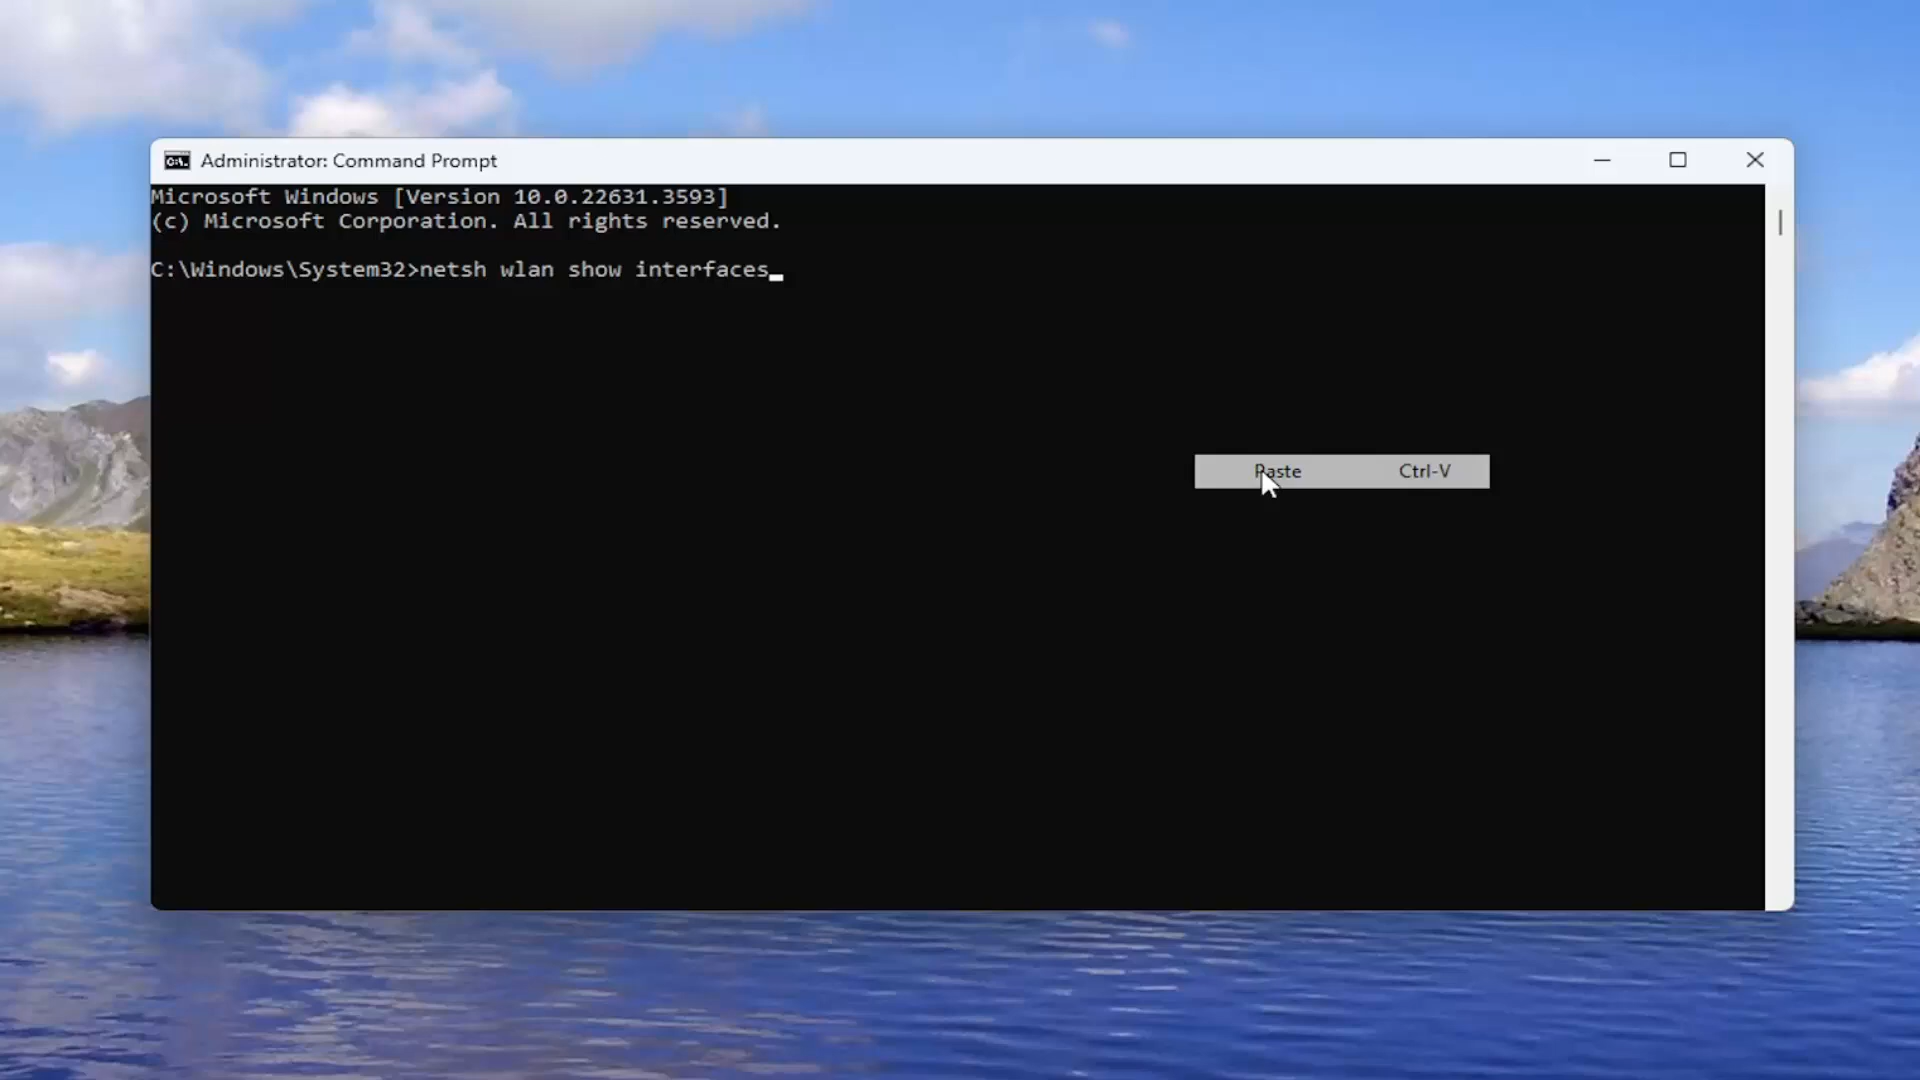 Administrator: Command Prompt
Microsoft Windows [Version 10.0.22631.3593]
(c) Microsoft Corporation. All rights reserved.
C:\Windows\System32>netsh wlan show interfaces
Paste Ctrl-V